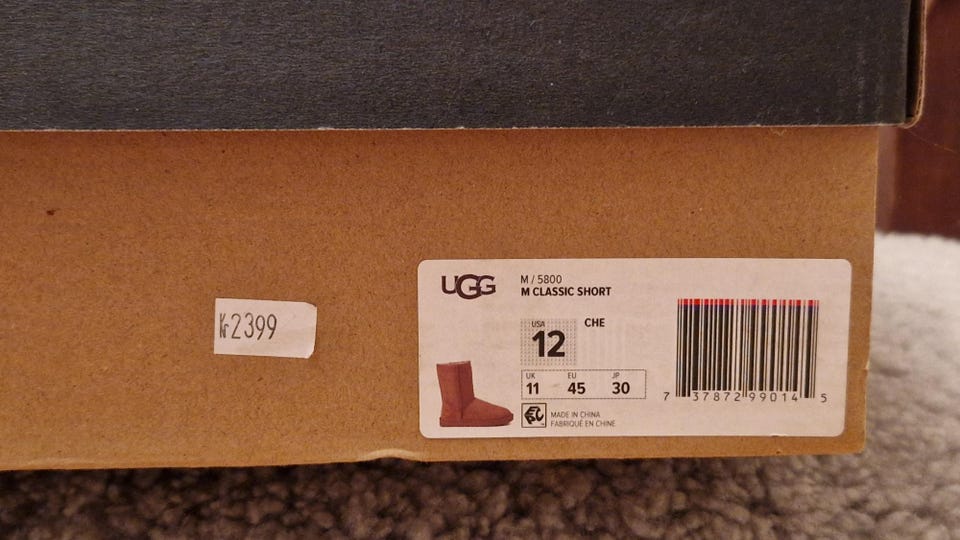 Kr2399
UGG
M / 5800
M CLASSIC SHORT
USA
12
CHE
UK EU JP
11 45 30
MADE IN CHINA
FABRIQUÉ EN CHINE
7 37872 99014 5